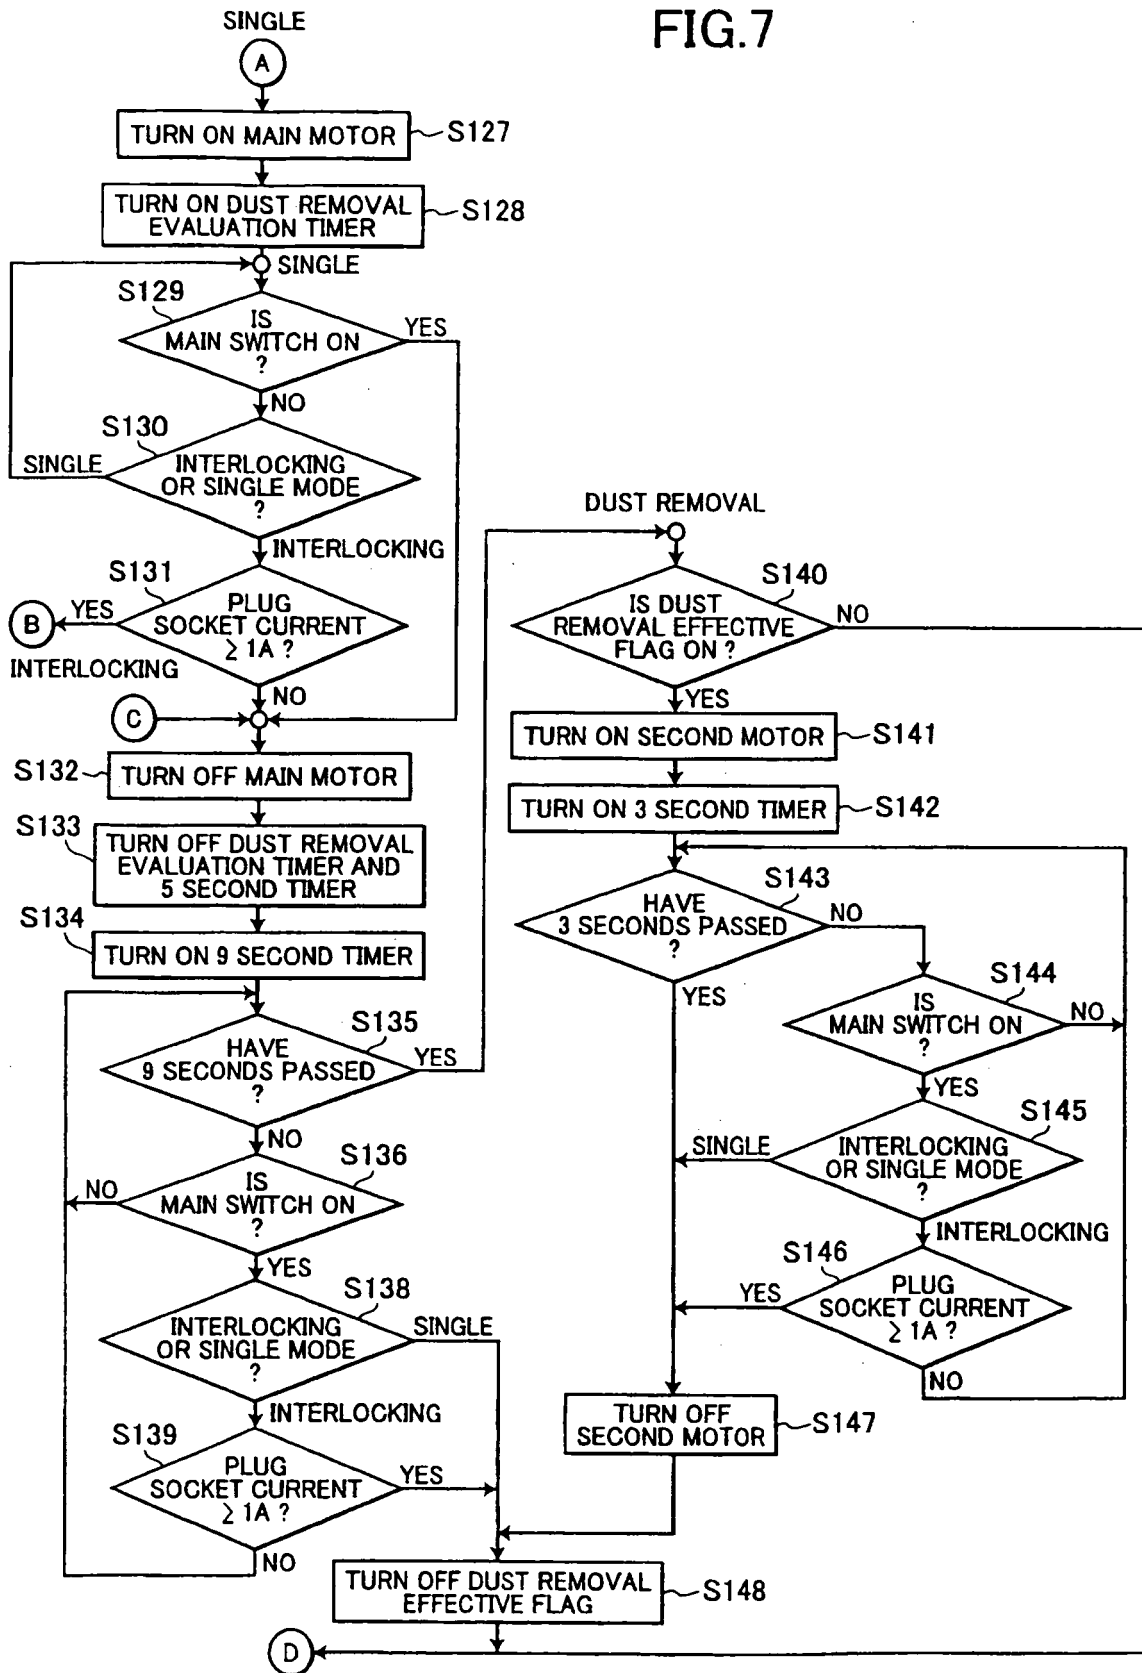 FIG.7
SINGLE
A
TURN ON MAIN MOTOR
S127
TURN ON DUST REMOVAL
EVALUATION TIMER
S128
SINGLE
S129
IS
MAIN SWITCH ON
?
YES
NO
S130
INTERLOCKING
OR SINGLE MODE
?
SINGLE
INTERLOCKING
S131
PLUG
SOCKET CURRENT
≥ 1A ?
YES
B
INTERLOCKING
NO
C
S132
TURN OFF MAIN MOTOR
S133
TURN OFF DUST REMOVAL
EVALUATION TIMER AND
5 SECOND TIMER
S134
TURN ON 9 SECOND TIMER
S135
HAVE
9 SECONDS PASSED
?
YES
NO
S136
IS
MAIN SWITCH ON
?
NO
YES
S138
INTERLOCKING
OR SINGLE MODE
?
SINGLE
INTERLOCKING
S139
PLUG
SOCKET CURRENT
≥ 1A ?
YES
NO
DUST REMOVAL
S140
IS DUST
REMOVAL EFFECTIVE
FLAG ON ?
NO
YES
TURN ON SECOND MOTOR
S141
TURN ON 3 SECOND TIMER
S142
S143
HAVE
3 SECONDS PASSED
?
NO
YES
S144
IS
MAIN SWITCH ON
?
NO
YES
S145
INTERLOCKING
OR SINGLE MODE
?
SINGLE
INTERLOCKING
S146
PLUG
SOCKET CURRENT
≥ 1A ?
YES
NO
TURN OFF
SECOND MOTOR
S147
TURN OFF DUST REMOVAL
EFFECTIVE FLAG
S148
D